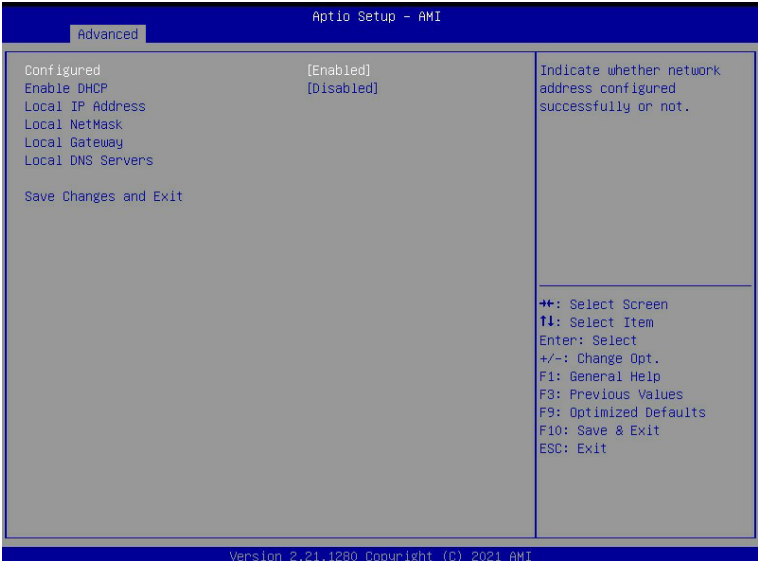 Aptio Setup – AMI
Advanced
Configured [Enabled]
Enable DHCP [Disabled]
Local IP Address
Local NetMask
Local Gateway
Local DNS Servers
Save Changes and Exit
Indicate whether network
address configured
successfully or not.
→←: Select Screen
↑↓: Select Item
Enter: Select
+/-: Change Opt.
F1: General Help
F3: Previous Values
F9: Optimized Defaults
F10: Save & Exit
ESC: Exit
Version 2.21.1280 Copyright (C) 2021 AMI